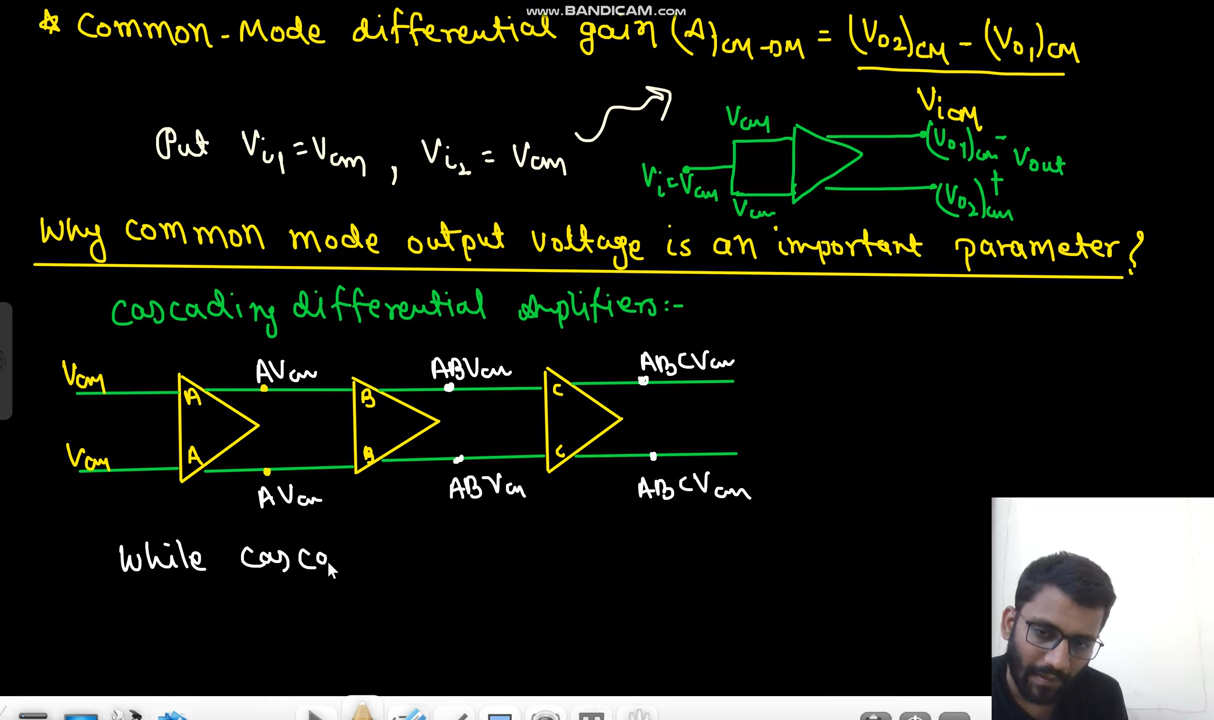 www.BANDICAM.com
* Common-Mode differential gain (A)CM-DM = (Vo2)CM - (Vo1)CM
Vicm
Put Vi1 = Vcm , Vi2 = Vcm
Vcm
Vi=Vcm
Vcm
(Vo1)cm -
Vout
+
(Vo2)cm
Why common mode output voltage is an important parameter?
cascading differential Amplifiers:-
Vcm A AVcm B ABVcm C ABCVcm
Vcm A AVcm B ABVcm C ABCVcm
While casca